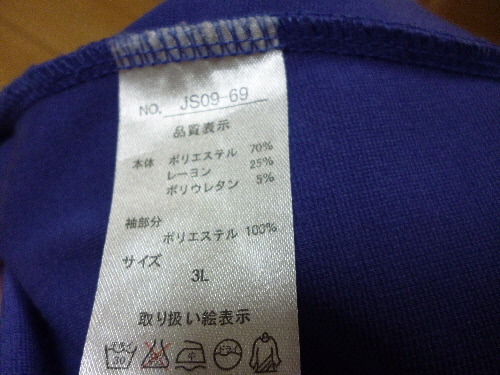 NO. JS09-69
品質表示
本体 ポリエステル 70%
レーヨン 25%
ポリウレタン 5%
袖部分
ポリエステル 100%
サイズ
3L
取り扱い絵表示
30 中